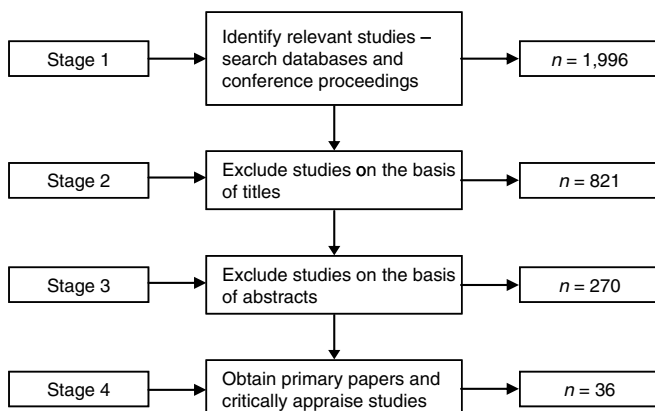 Stage 1
Identify relevant studies –
search databases and
conference proceedings
n = 1,996
Stage 2
Exclude studies on the basis
of titles
n = 821
Stage 3
Exclude studies on the basis
of abstracts
n = 270
Stage 4
Obtain primary papers and
critically appraise studies
n = 36